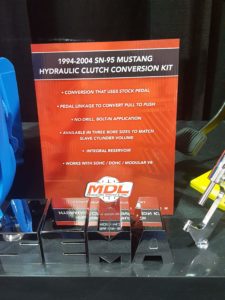 1994-2004 SN-95 MUSTANG
HYDRAULIC CLUTCH CONVERSION KIT
• CONVERSION THAT USES STOCK PEDAL
• PEDAL LINKAGE TO CONVERT PULL TO PUSH
• NO-DRILL, BOLT-IN APPLICATION
• AVAILABLE IN THREE BORE SIZES TO MATCH
SLAVE CYLINDER VOLUME
• INTEGRAL RESERVOIR
• WORKS WITH SOHC / DOHC / MODULAR V8
MDL
SEMA